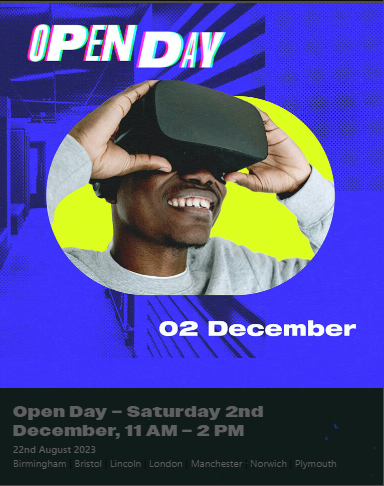 OPEN DAY
02 December
Open Day – Saturday 2nd
December, 11 AM – 2 PM
22nd August 2023
Birmingham Bristol Lincoln London Manchester Norwich Plymouth